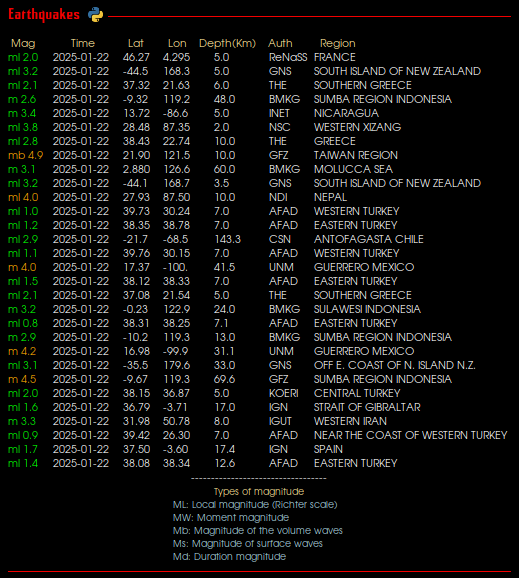 Earthquakes
Mag Time Lat Lon Depth(Km) Auth Region
ml 2.0 2025-01-22 46.27 4.295 5.0 ReNaSS FRANCE
ml 3.2 2025-01-22 -44.5 168.3 5.0 GNS SOUTH ISLAND OF NEW ZEALAND
ml 2.1 2025-01-22 37.32 21.63 6.0 THE SOUTHERN GREECE
m 2.6 2025-01-22 -9.32 119.2 48.0 BMKG SUMBA REGION INDONESIA
m 3.4 2025-01-22 13.72 -86.6 5.0 INET NICARAGUA
ml 3.8 2025-01-22 28.48 87.35 2.0 NSC WESTERN XIZANG
ml 2.8 2025-01-22 38.43 22.74 10.0 THE GREECE
mb 4.9 2025-01-22 21.90 121.5 10.0 GFZ TAIWAN REGION
m 3.1 2025-01-22 2.880 126.6 60.0 BMKG MOLUCCA SEA
ml 3.2 2025-01-22 -44.1 168.7 3.5 GNS SOUTH ISLAND OF NEW ZEALAND
ml 4.0 2025-01-22 27.93 87.50 10.0 NDI NEPAL
ml 1.0 2025-01-22 39.73 30.24 7.0 AFAD WESTERN TURKEY
ml 1.2 2025-01-22 38.35 38.78 7.0 AFAD EASTERN TURKEY
ml 2.9 2025-01-22 -21.7 -68.5 143.3 CSN ANTOFAGASTA CHILE
ml 1.1 2025-01-22 39.76 30.15 7.0 AFAD WESTERN TURKEY
m 4.0 2025-01-22 17.37 -100. 41.5 UNM GUERRERO MEXICO
ml 1.5 2025-01-22 38.12 38.33 7.0 AFAD EASTERN TURKEY
ml 2.1 2025-01-22 37.08 21.54 5.0 THE SOUTHERN GREECE
m 3.2 2025-01-22 -0.23 122.9 24.0 BMKG SULAWESI INDONESIA
ml 0.8 2025-01-22 38.31 38.25 7.1 AFAD EASTERN TURKEY
m 2.9 2025-01-22 -10.2 119.3 13.0 BMKG SUMBA REGION INDONESIA
m 4.2 2025-01-22 16.98 -99.9 31.1 UNM GUERRERO MEXICO
ml 3.1 2025-01-22 -35.5 179.6 33.0 GNS OFF E. COAST OF N. ISLAND N.Z.
m 4.5 2025-01-22 -9.67 119.3 69.6 GFZ SUMBA REGION INDONESIA
ml 2.0 2025-01-22 38.15 36.87 5.0 KOERI CENTRAL TURKEY
ml 1.6 2025-01-22 36.79 -3.71 17.0 IGN STRAIT OF GIBRALTAR
m 3.3 2025-01-22 31.98 50.78 8.0 IGUT WESTERN IRAN
ml 0.9 2025-01-22 39.42 26.30 7.0 AFAD NEAR THE COAST OF WESTERN TURKEY
ml 1.7 2025-01-22 37.50 -3.60 17.4 IGN SPAIN
ml 1.4 2025-01-22 38.08 38.34 12.6 AFAD EASTERN TURKEY
----------------------------------
Types of magnitude
ML: Local magnitude (Richter scale)
MW: Moment magnitude
Mb: Magnitude of the volume waves
Ms: Magnitude of surface waves
Md: Duration magnitude